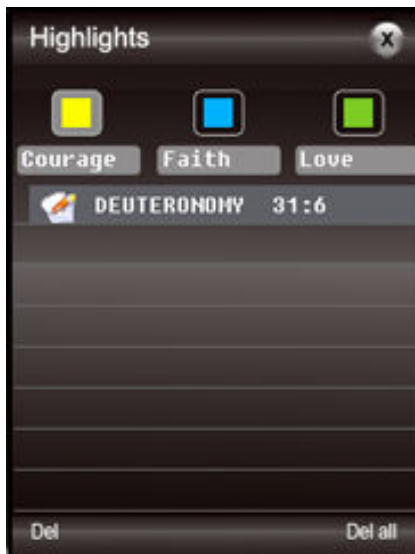 Highlights X
Courage Faith Love
DEUTERONOMY 31:6
Del Del all